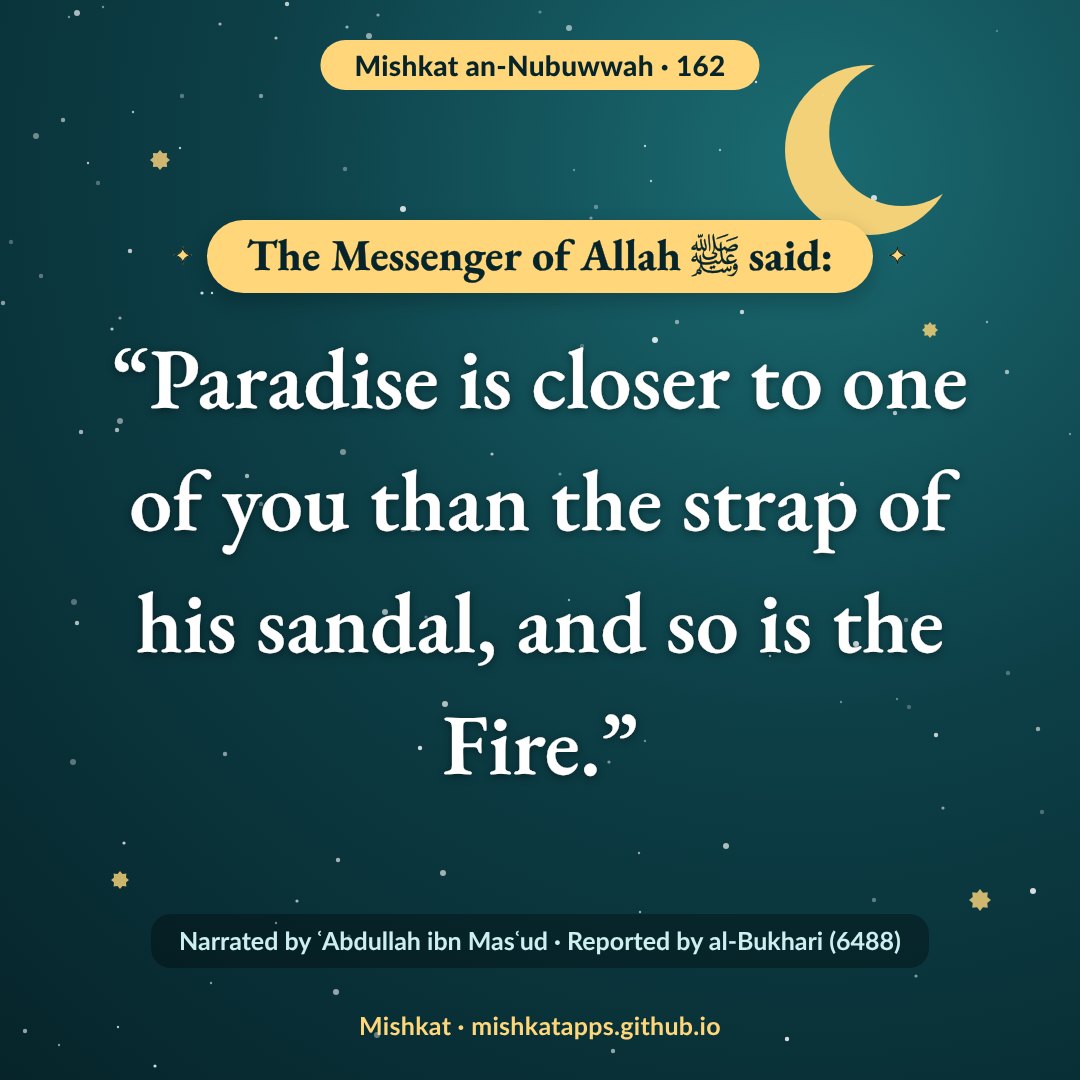 Mishkat an-Nubuwwah · 162
The Messenger of Allah ﷺ said:
“Paradise is closer to one
of you than the strap of
his sandal, and so is the
Fire.”
Narrated by ʿAbdullah ibn Masʿud · Reported by al-Bukhari (6488)
Mishkat · mishkatapps.github.io